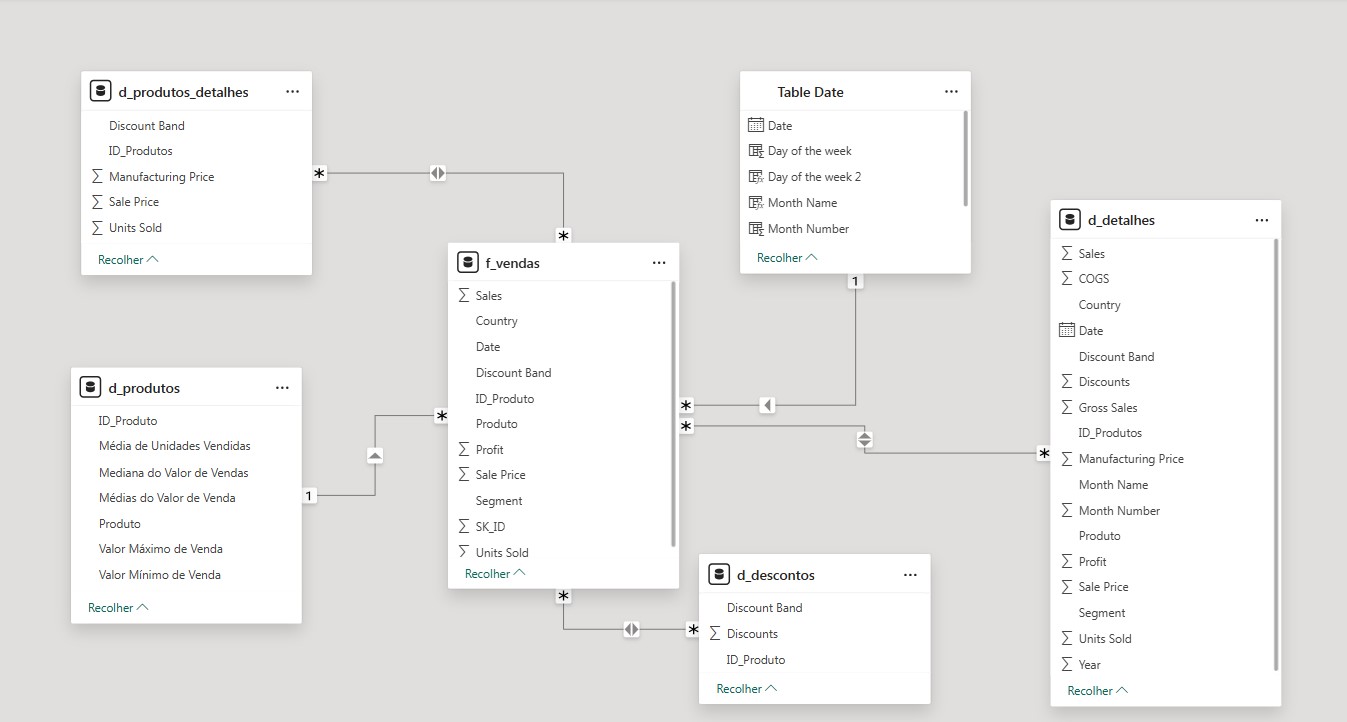 d_produtos_detalhes
Discount Band
ID_Produtos
Manufacturing Price
Sale Price
Units Sold
Recolher
*
*
Table Date
Date
Day of the week
Day of the week 2
Month Name
Month Number
Recolher
1
f_vendas
Sales
Country
Date
Discount Band
ID_Produto
Produto
Profit
Sale Price
Segment
SK_ID
Units Sold
Recolher
*
*
*
*
d_produtos
ID_Produto
Média de Unidades Vendidas
Mediana do Valor de Vendas
Médias do Valor de Venda
Produto
Valor Máximo de Venda
Valor Mínimo de Venda
Recolher
1
d_descontos
Discount Band
Discounts
ID_Produto
Recolher
*
d_detalhes
Sales
COGS
Country
Date
Discount Band
Discounts
Gross Sales
ID_Produtos
Manufacturing Price
Month Name
Month Number
Produto
Profit
Sale Price
Segment
Units Sold
Year
Recolher
*